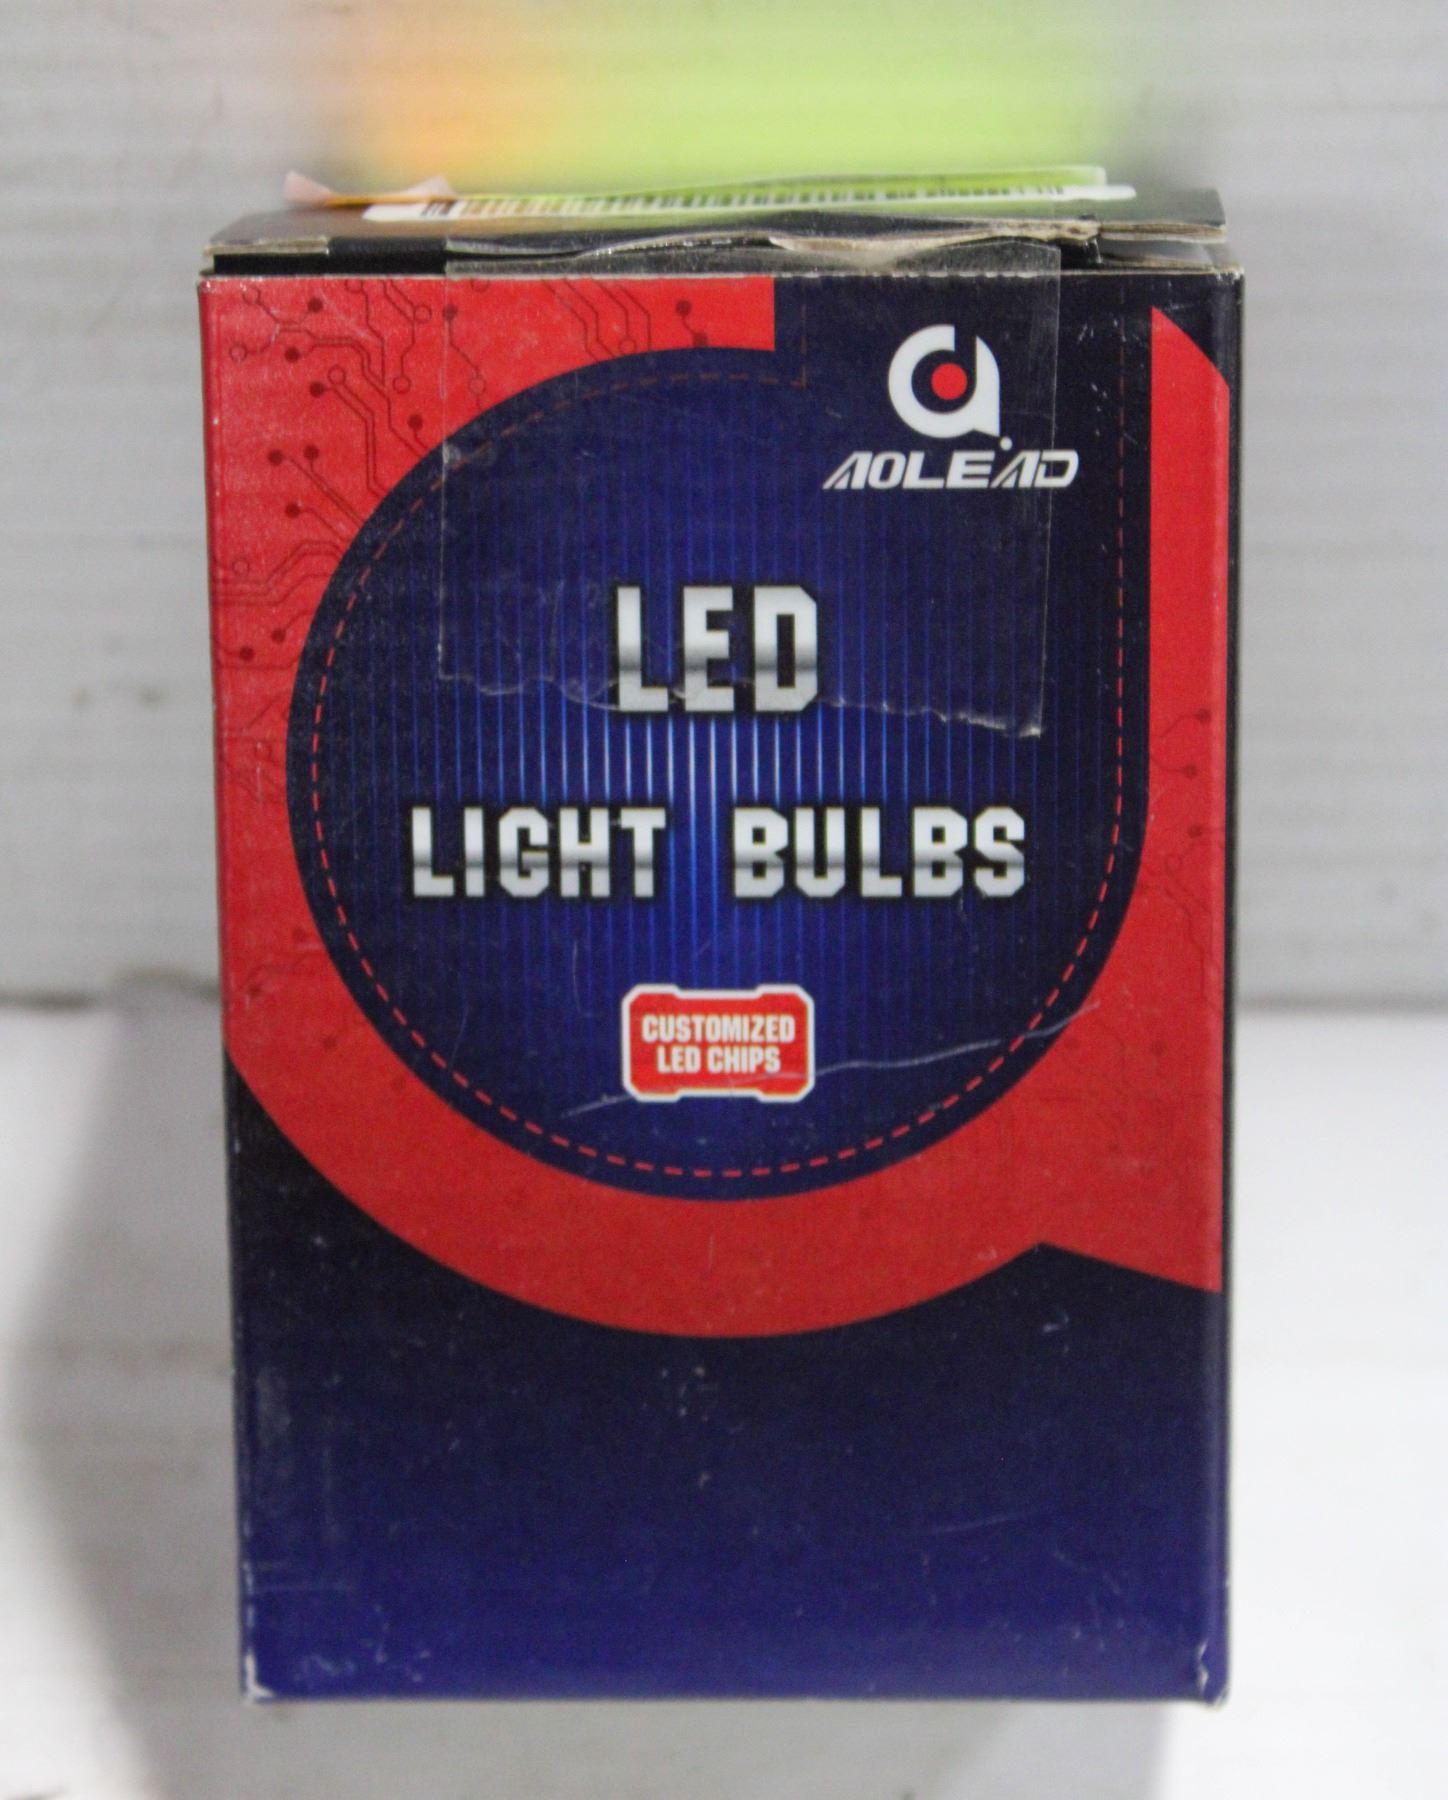 AOLEAD
LED
LIGHT BULBS
CUSTOMIZED
LED CHIPS